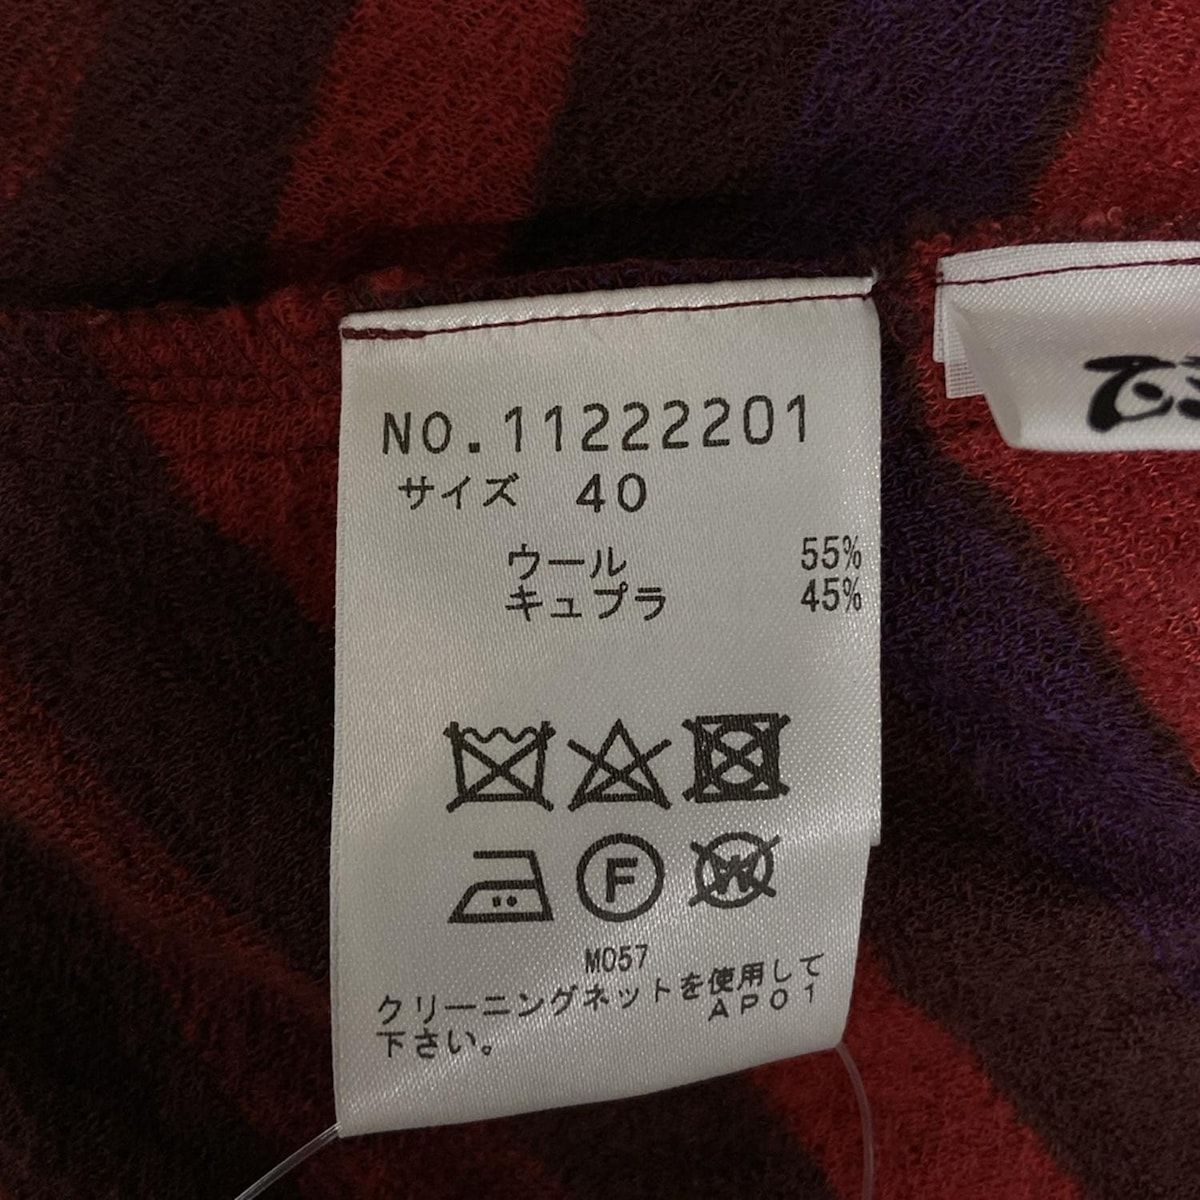 NO.11222201
サイズ 40
ウール 55%
キュプラ 45%
F
W
M057
クリーニングネットを使用して
下さい。
AP01